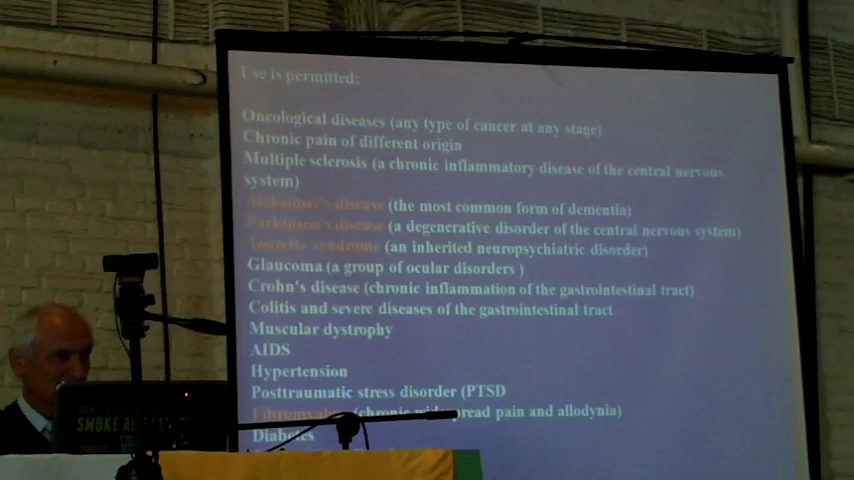 Use is permitted:
Oncological diseases (any type of cancer at any stage)
Chronic pain of different origin
Multiple sclerosis (a chronic inflammatory disease of the central nervous
system)
Alzheimer's disease (the most common form of dementia)
Parkinson's disease (a degenerative disorder of the central nervous system)
Tourette syndrome (an inherited neuropsychiatric disorder)
Glaucoma (a group of ocular disorders )
Crohn's disease (chronic inflammation of the gastrointestinal tract)
Colitis and severe diseases of the gastrointestinal tract
Muscular dystrophy
AIDS
Hypertension
Posttraumatic stress disorder (PTSD
Fibromyalgia (chronic widespread pain and allodynia)
Diabetes
SMOKE